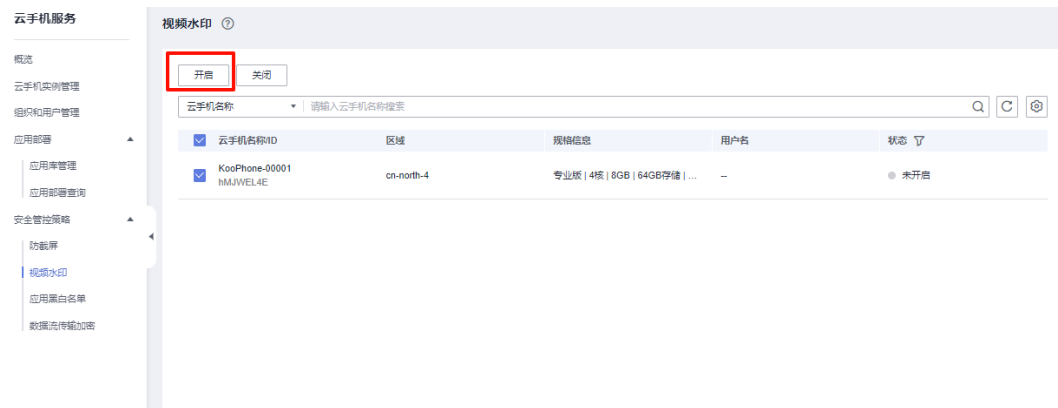 云手机服务
概览
云手机实例管理
组织和用户管理
应用部署
应用库管理
应用部署查询
安全管控策略
防截屏
视频水印
应用黑白名单
数据流传输加密
视频水印
开启 关闭
云手机名称 请输入云手机名称搜索
云手机名称/ID 区域 规格信息 用户名 状态
KooPhone-00001
hMJWEL4E cn-north-4 专业版 | 4核 | 8GB | 64GB存储 | ... -- 未开启